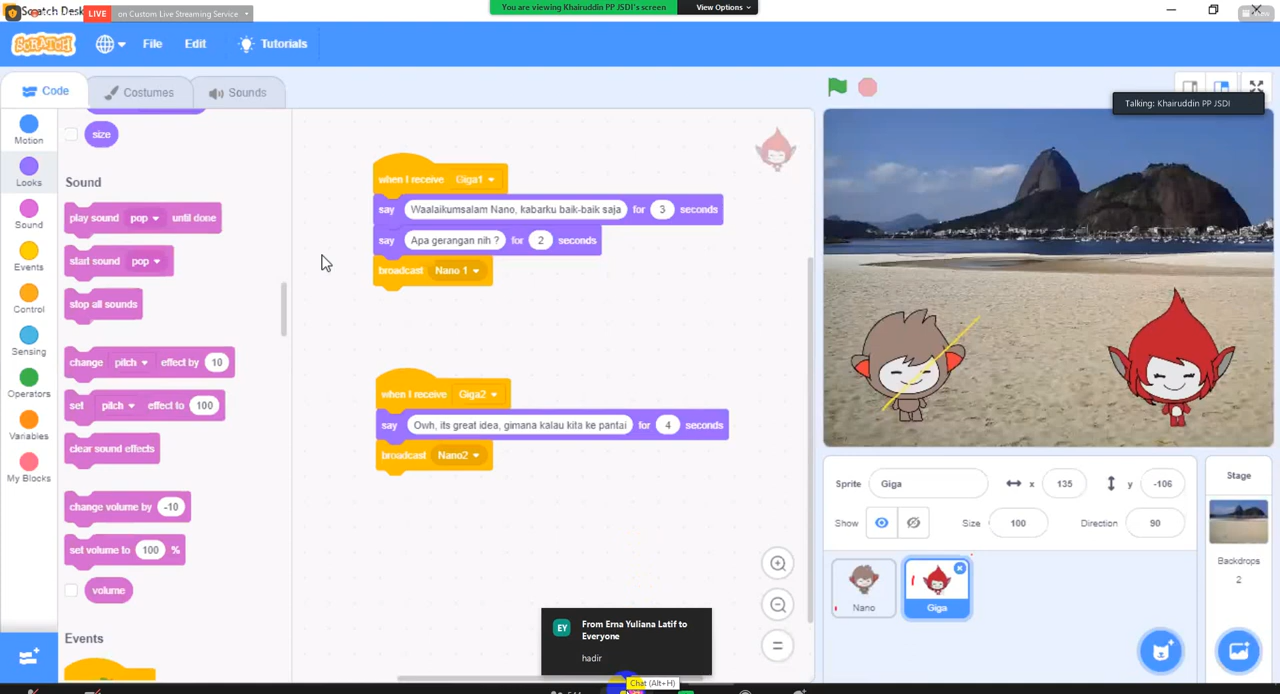 Scratch Desk
LIVE on Custom Live Streaming Service
You are viewing Khairuddin PP JSDI's screen
View Options
View
SCRATCH
File
Edit
Tutorials
Code
Costumes
Sounds
Talking: Khairuddin PP JSDI
Motion
Looks
Sound
Events
Control
Sensing
Operators
Variables
My Blocks
size
Sound
play sound pop until done
start sound pop
stop all sounds
change pitch effect by 10
set pitch effect to 100
clear sound effects
change volume by -10
set volume to 100 %
volume
Events
when I receive Giga1
say Waalaikumsalam Nano, kabarku baik-baik saja for 3 seconds
say Apa gerangan nih ? for 2 seconds
broadcast Nano 1
when I receive Giga2
say Owh, its great idea, gimana kalau kita ke pantai for 4 seconds
broadcast Nano2
Sprite Giga x 135 y -106
Show Size 100 Direction 90
Nano
Giga
Stage
Backdrops
2
EY From Erna Yuliana Latif to
Everyone
hadir
Chat (Alt+H)